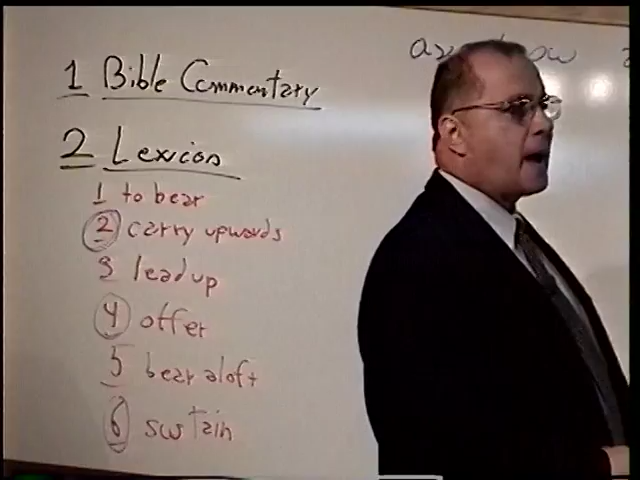 1 Bible Commentary
2 Lexicon
1 to bear
2 carry upwards
3 lead up
4 offer
5 bear aloft
6 sustain